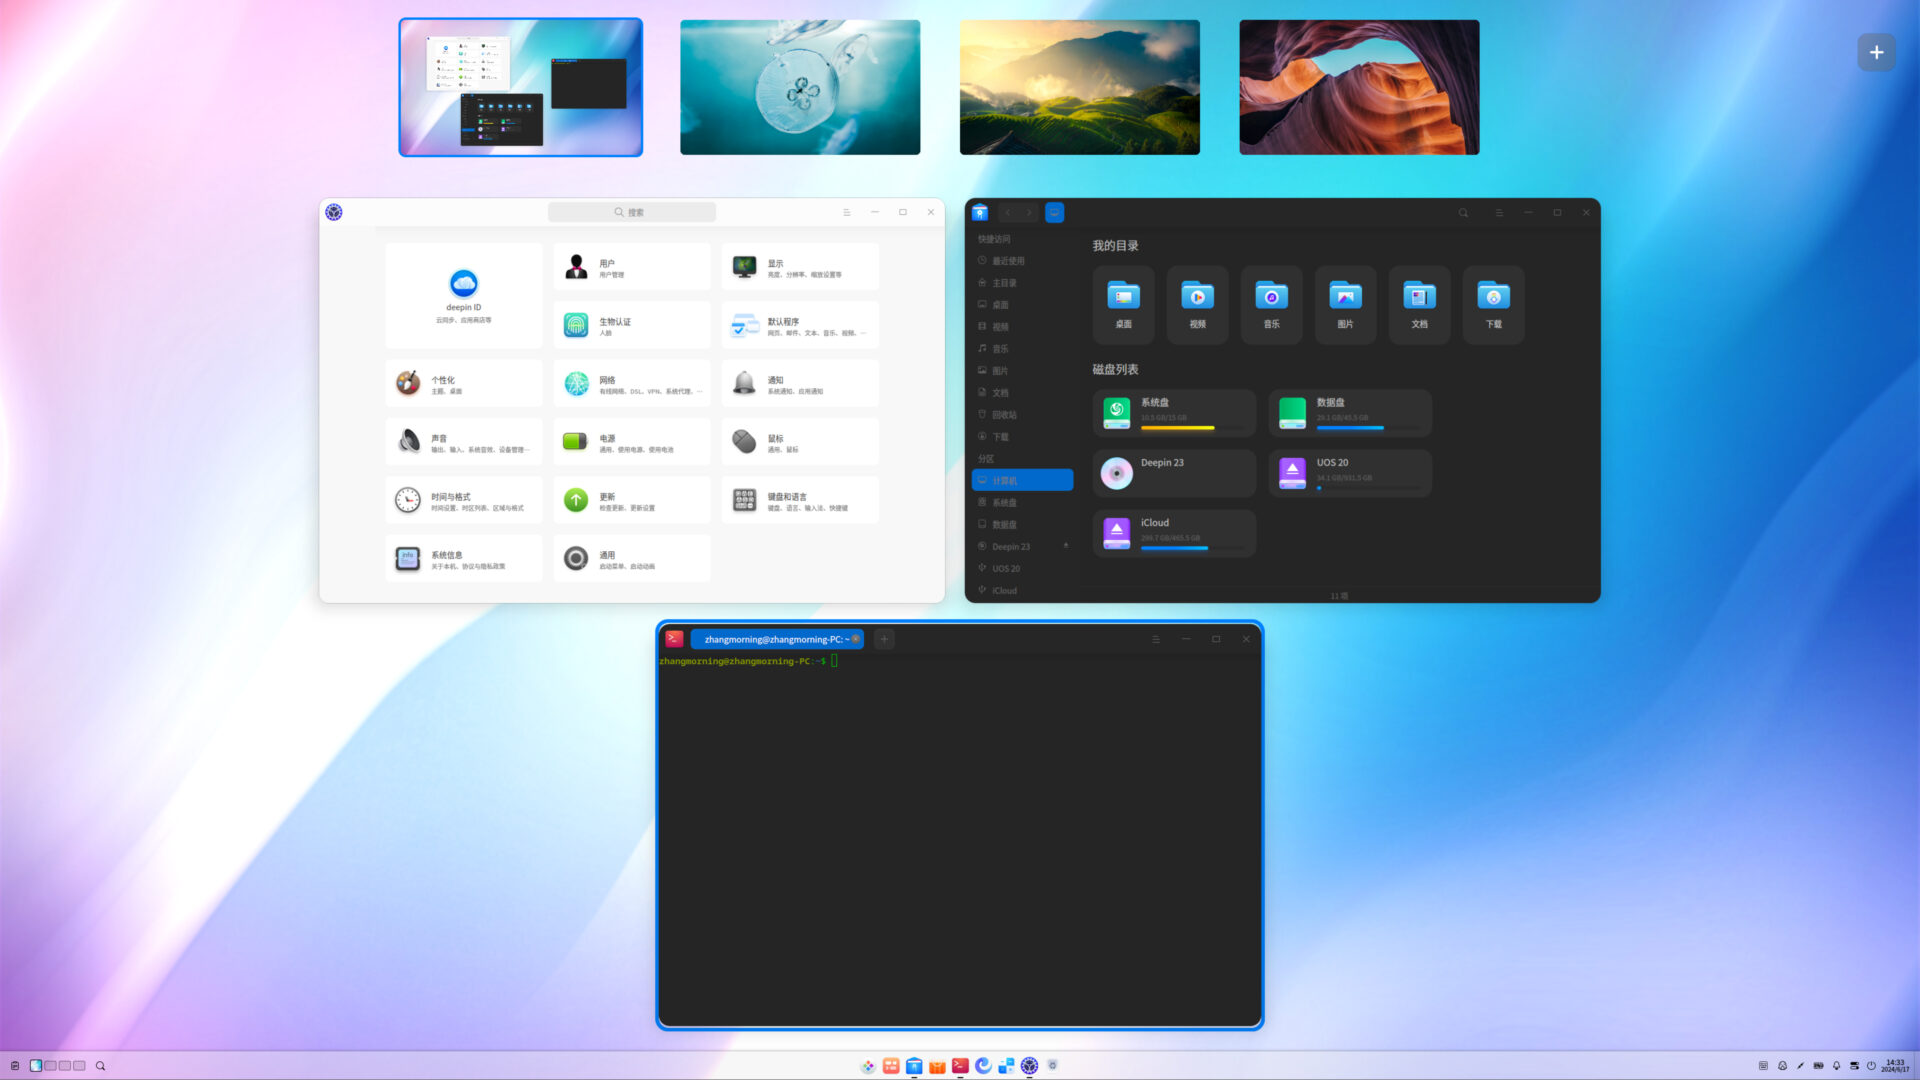 搜索
deepin ID
云同步、应用商店等
用户
用户管理
显示
亮度、分辨率、缩放设置等
生物认证
人脸
默认程序
网页、邮件、文本、音乐、视频、…
个性化
主题、桌面
网络
有线网络、DSL、VPN、系统代理、…
通知
系统通知、应用通知
声音
输出、输入、系统音效、设备管理…
电源
通用、使用电源、使用电池
鼠标
通用、鼠标
时间与格式
时间设置、时区列表、区域与格式
更新
检查更新、更新设置
键盘和语言
键盘、语言、输入法、快捷键
系统信息
关于本机、协议与隐私政策
通用
启动菜单、启动动画
快捷访问
最近使用
主目录
桌面
视频
音乐
图片
文档
回收站
下载
分区
计算机
系统盘
数据盘
Deepin 23
UOS 20
iCloud
我的目录
桌面
视频
音乐
图片
文档
下载
磁盘列表
系统盘
10.5 GB/15 GB
数据盘
29.1 GB/45.5 GB
Deepin 23
UOS 20
34.1 GB/931.5 GB
iCloud
299.7 GB/465.5 GB
11 项
zhangmorning@zhangmorning-PC: ~
zhangmorning@zhangmorning-PC:~$
14:33
2024/6/17